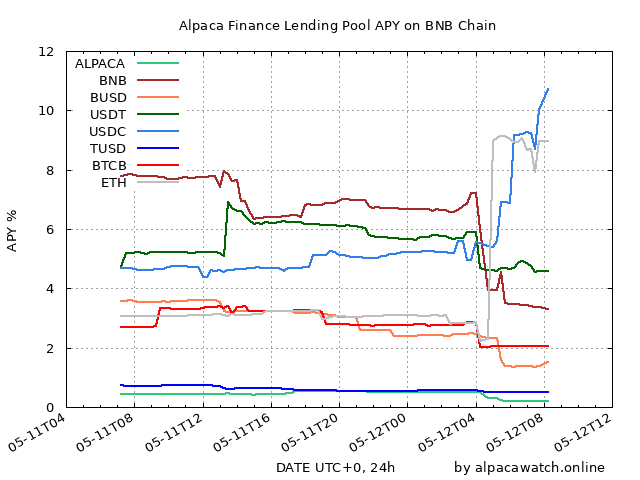 Alpaca Finance Lending Pool APY on BNB Chain
APY %
12
10
8
6
4
2
0
ALPACA
BNB
BUSD
USDT
USDC
TUSD
BTCB
ETH
05-11T04
05-11T08
05-11T12
05-11T16
05-11T20
05-12T00
05-12T04
05-12T08
05-12T12
DATE UTC+0, 24h
by alpacawatch.online